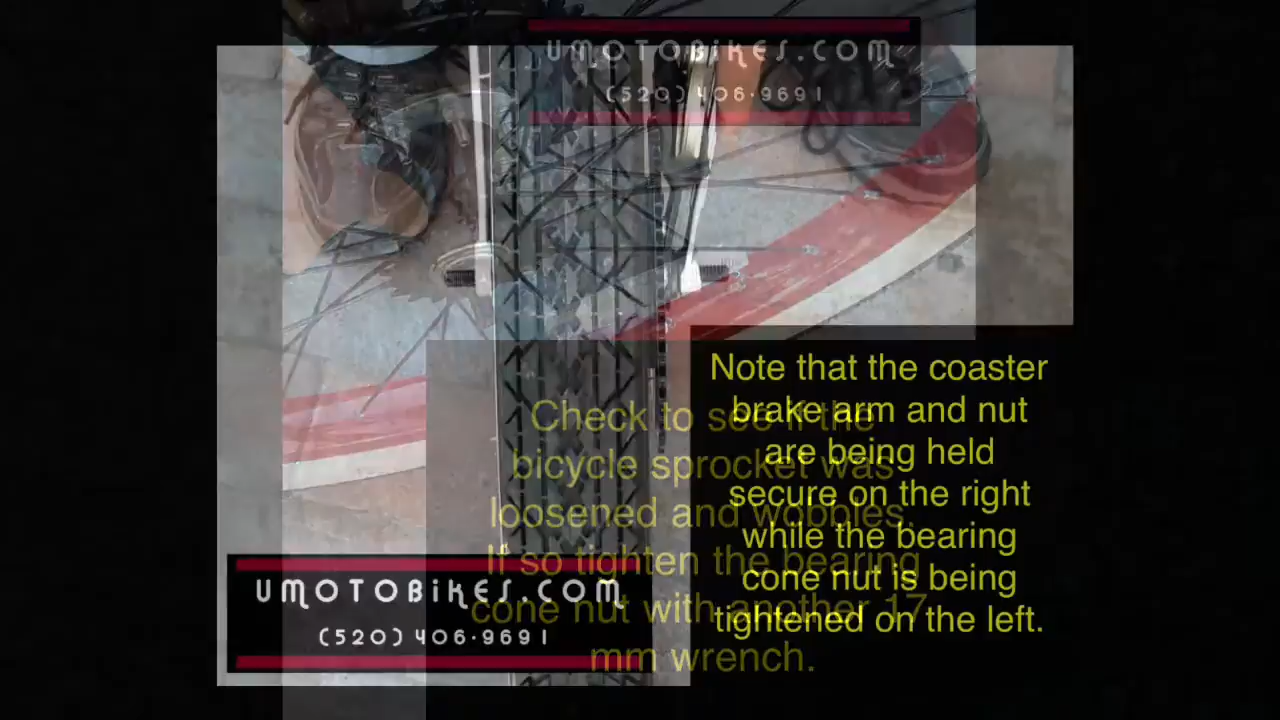 UMOTOBIKES.COM
(520) 406-9691
Note that the coaster
brake arm and nut
are being held
secure on the right
while the bearing
cone nut is being
tightened on the left.
Check to see if the
bicycle sprocket was
loosened and wobbles.
If so tighten the bearing
cone nut with another 17
mm wrench.
UMOTOBIKES.COM
(520) 406-9691